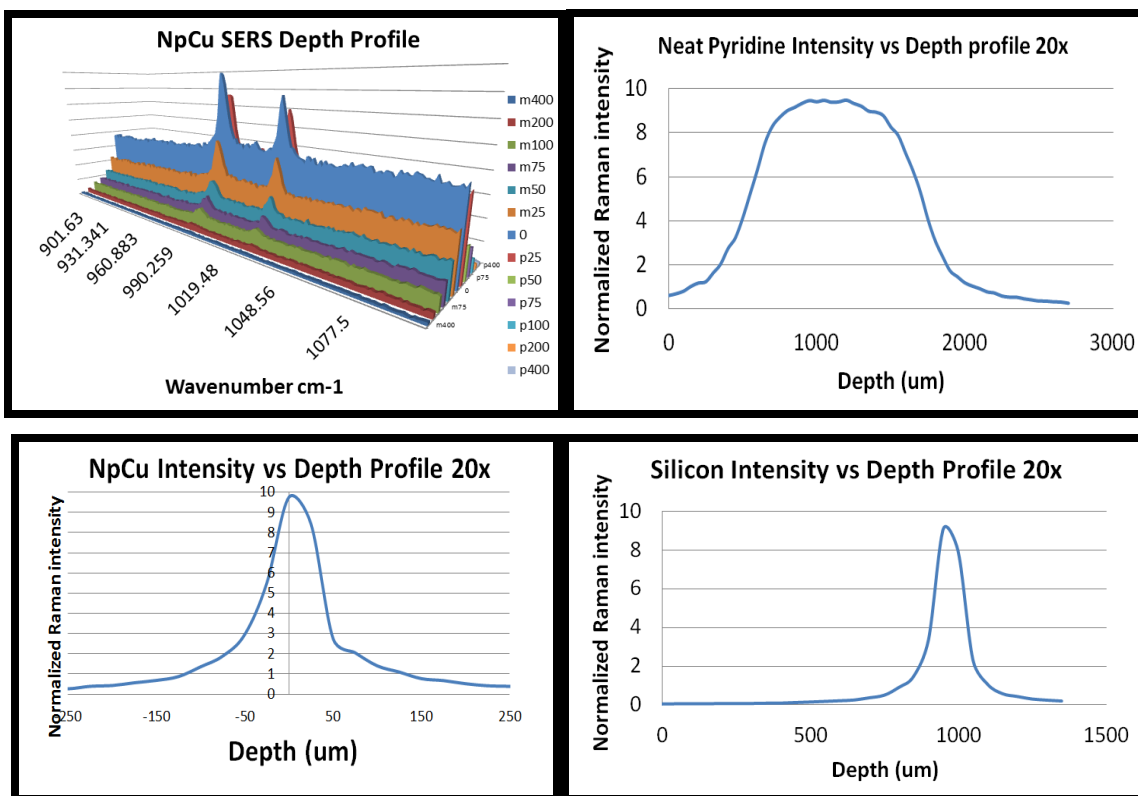 NpCu SERS Depth Profile
m400
m200
m100
m75
m50
m25
0
p25
p50
p75
p100
p200
p400
p400
p75
0
m75
m400
901.63
931.341
960.883
990.259
1019.48
1048.56
1077.5
Wavenumber cm-1
Neat Pyridine Intensity vs Depth profile 20x
Normalized Raman intensity
10
8
6
4
2
0
0 1000 2000 3000
Depth (um)
NpCu Intensity vs Depth Profile 20x
Normalized Raman intensity
10
9
8
7
6
5
4
3
2
1
0
-250 -150 -50 50 150 250
Depth (um)
Silicon Intensity vs Depth Profile 20x
Normalized Raman intensity
10
8
6
4
2
0
0 500 1000 1500
Depth (um)